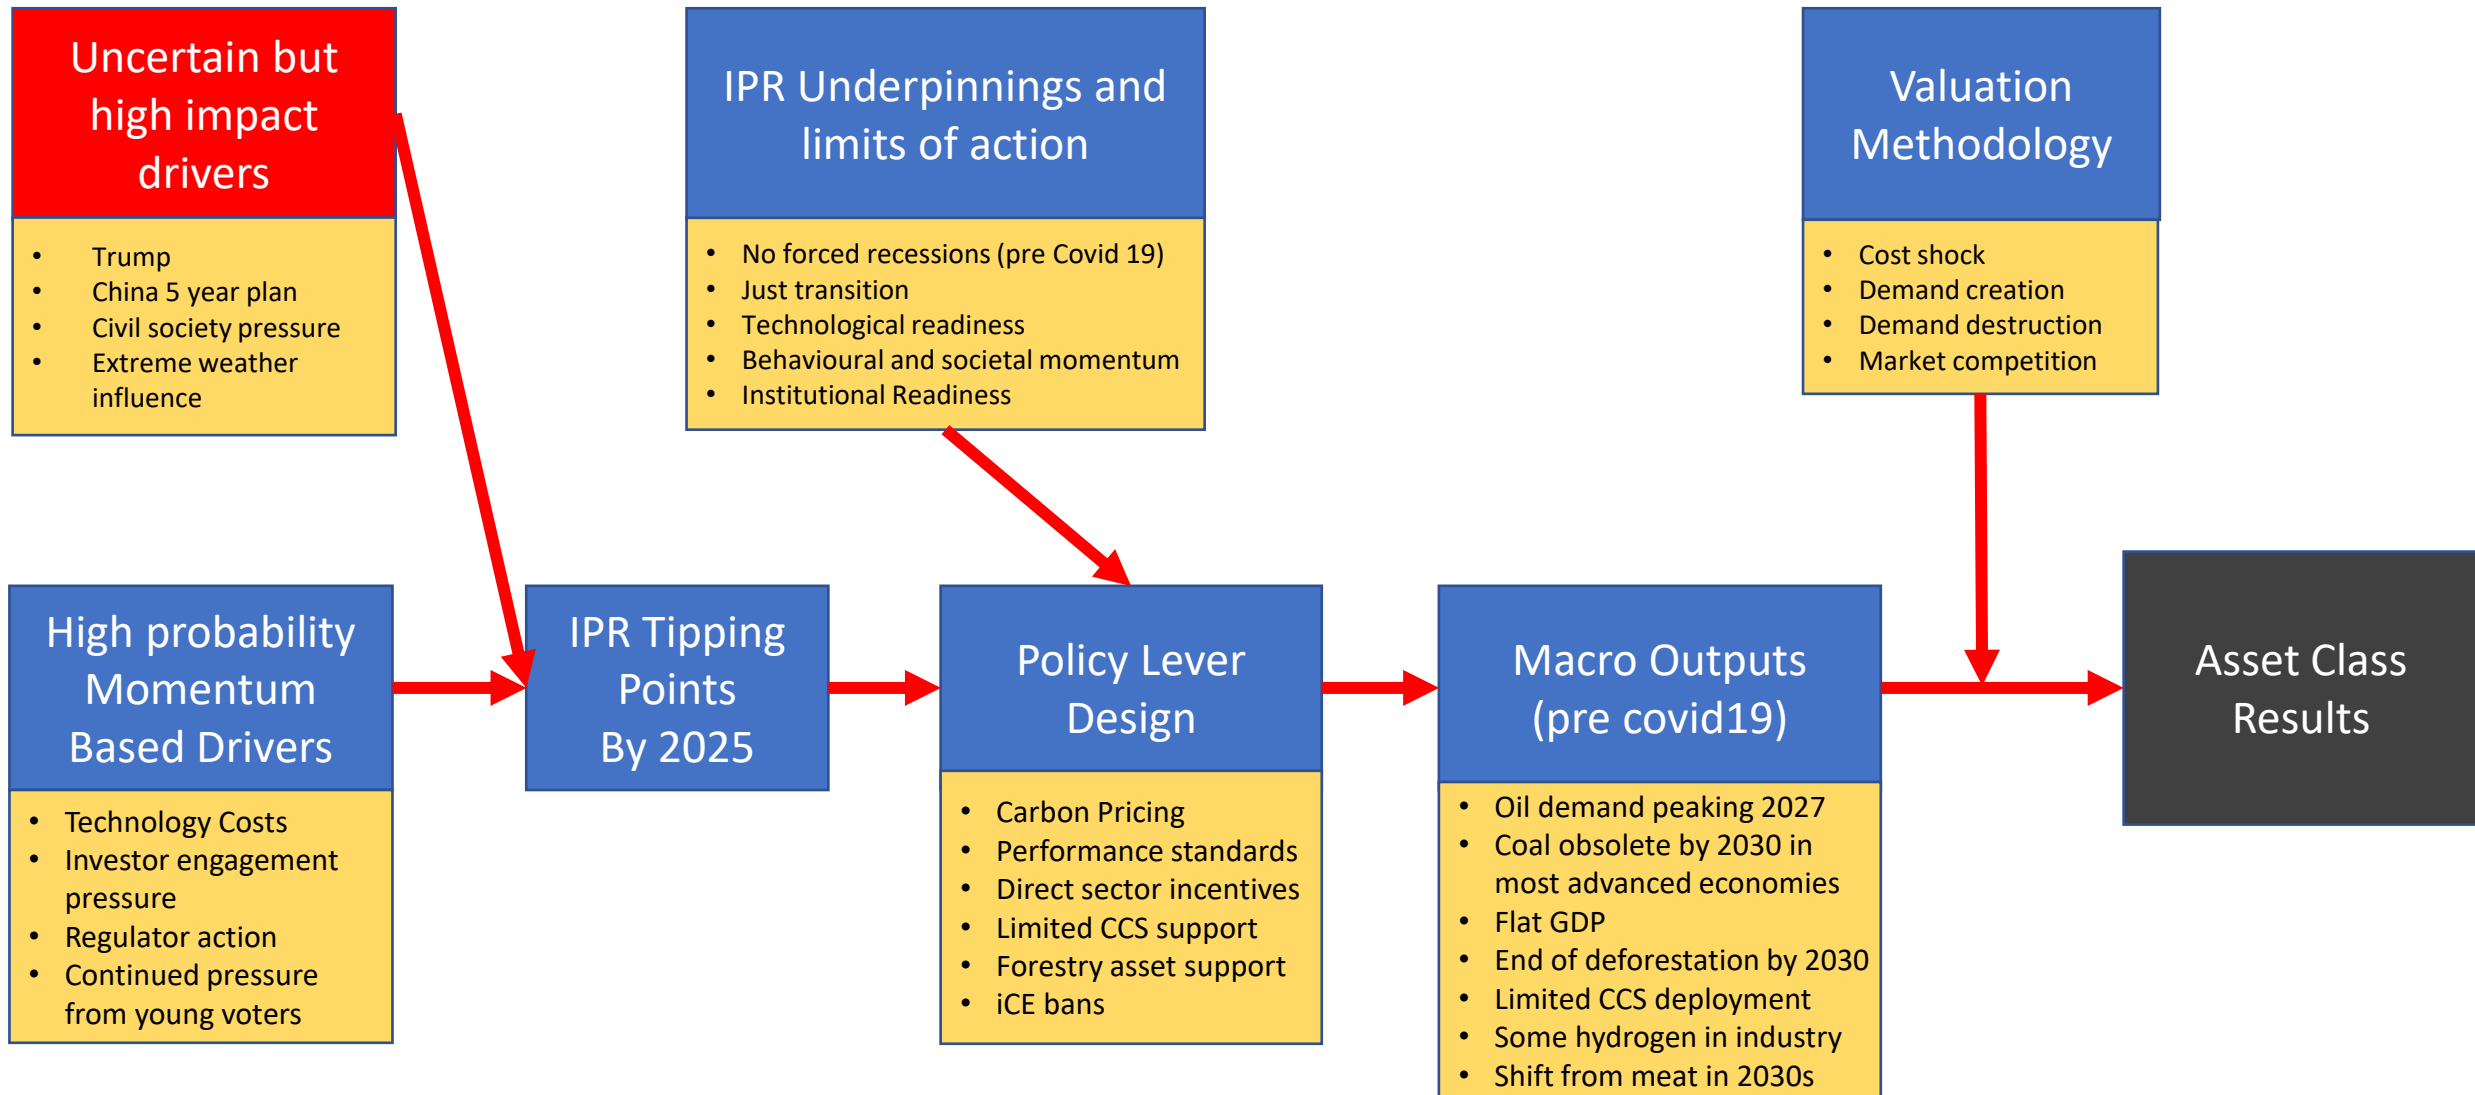 Uncertain but
high impact
drivers
• Trump
• China 5 year plan
• Civil society pressure
• Extreme weather
influence
IPR Underpinnings and
limits of action
• No forced recessions (pre Covid 19)
• Just transition
• Technological readiness
• Behavioural and societal momentum
• Institutional Readiness
Valuation
Methodology
• Cost shock
• Demand creation
• Demand destruction
• Market competition
High probability
Momentum
Based Drivers
• Technology Costs
• Investor engagement
pressure
• Regulator action
• Continued pressure
from young voters
IPR Tipping
Points
By 2025
Policy Lever
Design
• Carbon Pricing
• Performance standards
• Direct sector incentives
• Limited CCS support
• Forestry asset support
• iCE bans
Macro Outputs
(pre covid19)
• Oil demand peaking 2027
• Coal obsolete by 2030 in
most advanced economies
• Flat GDP
• End of deforestation by 2030
• Limited CCS deployment
• Some hydrogen in industry
• Shift from meat in 2030s
Asset Class
Results